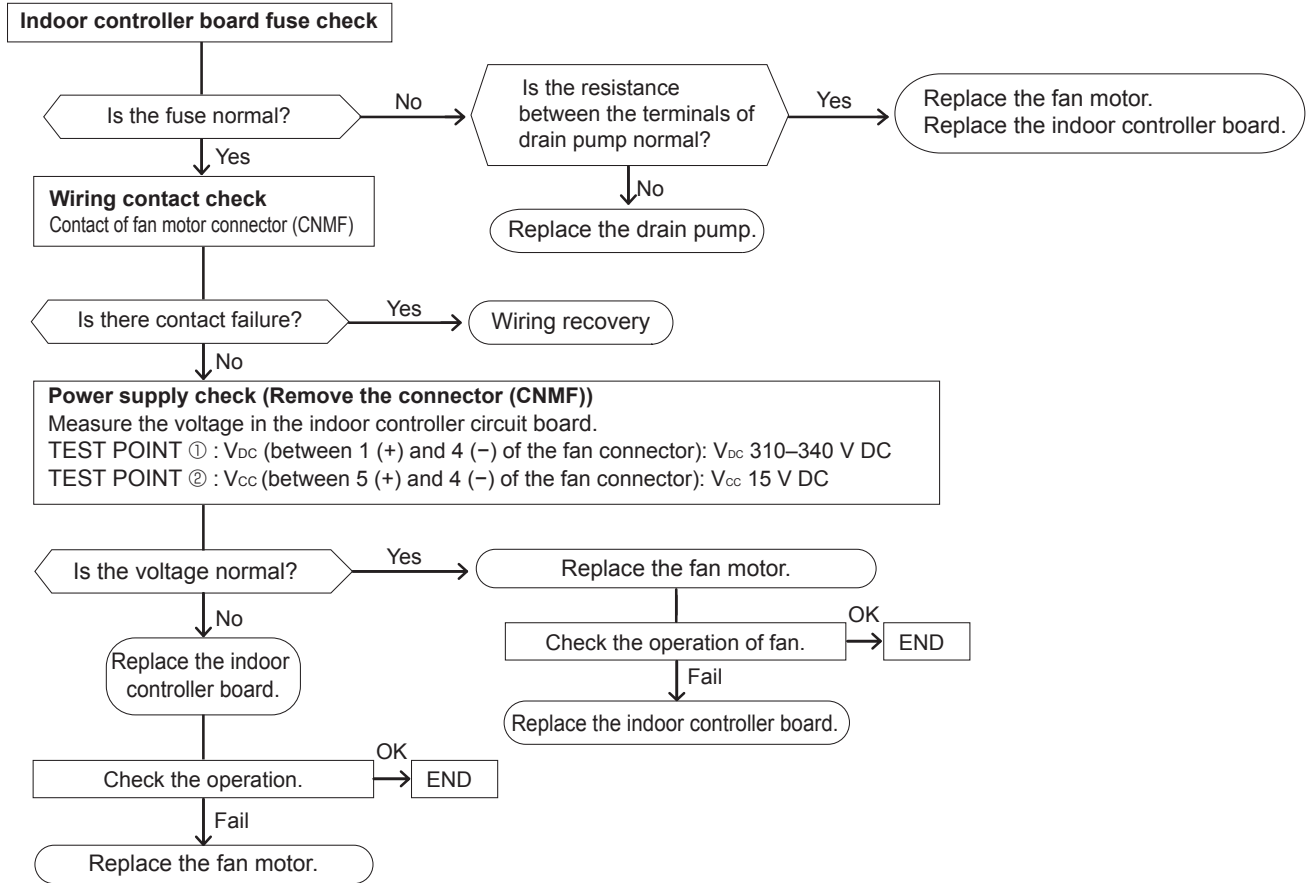 Indoor controller board fuse check
Is the fuse normal?
No
Is the resistance
between the terminals of
drain pump normal?
Yes
Replace the fan motor.
Replace the indoor controller board.
Yes
No
Wiring contact check
Contact of fan motor connector (CNMF)
Replace the drain pump.
Is there contact failure?
Yes
Wiring recovery
No
Power supply check (Remove the connector (CNMF))
Measure the voltage in the indoor controller circuit board.
TEST POINT ① : VDC (between 1 (+) and 4 (−) of the fan connector): VDC 310–340 V DC
TEST POINT ② : VCC (between 5 (+) and 4 (−) of the fan connector): VCC 15 V DC
Is the voltage normal?
Yes
Replace the fan motor.
No
Check the operation of fan.
OK
END
Fail
Replace the indoor controller board.
Replace the indoor
controller board.
Check the operation.
OK
END
Fail
Replace the fan motor.